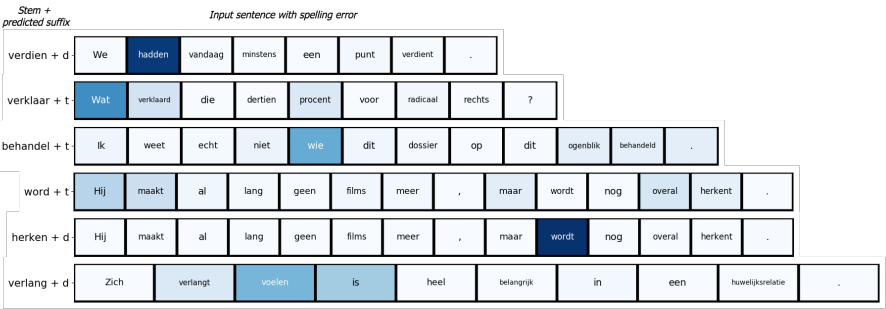 Stem +
predicted suffix
Input sentence with spelling error
verdien + d We hadden vandaag minstens een punt verdient .
verklaar + t Wat verklaard die dertien procent voor radicaal rechts ?
behandel + t Ik weet echt niet wie dit dossier op dit ogenblik behandeld .
word + t Hij maakt al lang geen films meer , maar wordt nog overal herkent .
herken + d Hij maakt al lang geen films meer , maar wordt nog overal herkent .
verlang + d Zich verlangt voelen is heel belangrijk in een huwelijksrelatie .